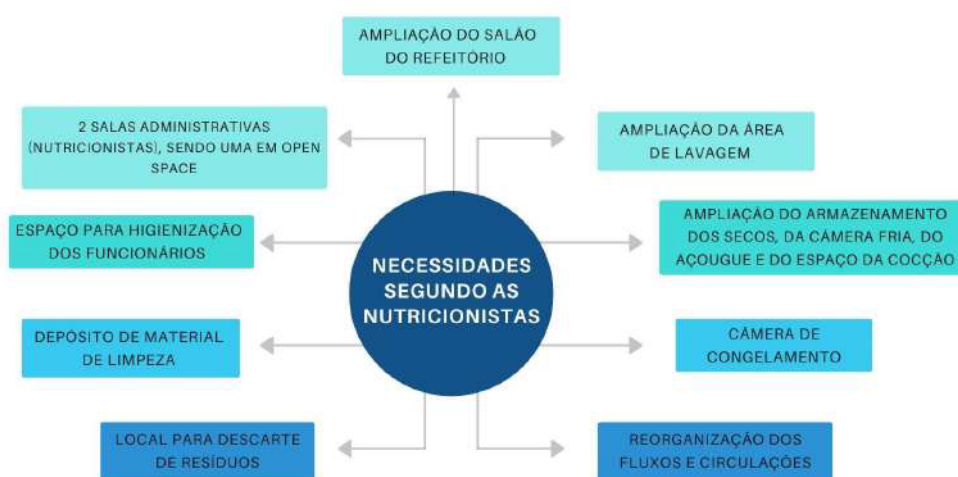 AMPLIAÇÃO DO SALÃO
DO REFEITÓRIO
2 SALAS ADMINISTRATIVAS
(NUTRICIONISTAS), SENDO UMA EM OPEN
SPACE
AMPLIAÇÃO DA ÁREA
DE LAVAGEM
ESPAÇO PARA HIGIENIZAÇÃO
DOS FUNCIONÁRIOS
AMPLIAÇÃO DO ARMAZENAMENTO
DOS SECOS, DA CÂMERA FRIA, DO
AÇOUGUE E DO ESPAÇO DA COCÇÃO
NECESSIDADES
SEGUNDO AS
NUTRICIONISTAS
DEPÓSITO DE MATERIAL
DE LIMPEZA
CÂMERA DE
CONGELAMENTO
LOCAL PARA DESCARTE
DE RESÍDUOS
REORGANIZAÇÃO DOS
FLUXOS E CIRCULAÇÕES